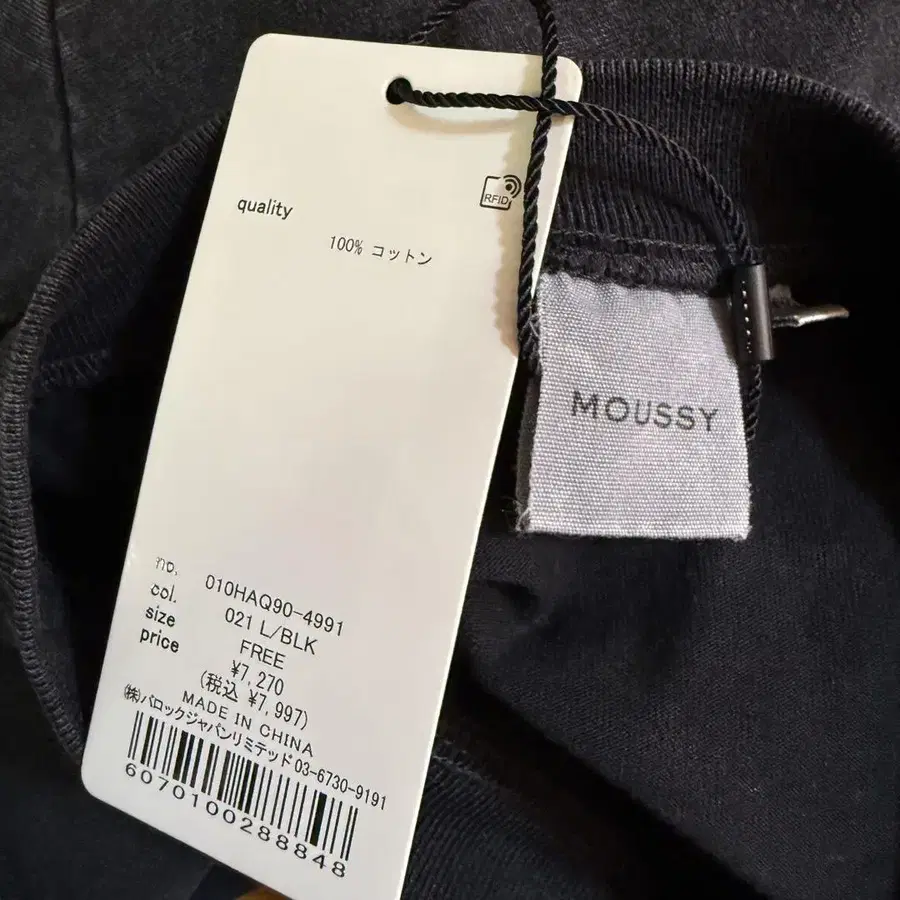 RFID
quality
100% コットン
MOUSSY
no. 010HAQ90-4991
col. 021 L/BLK
size FREE
price ¥7,270
(税込 ¥7,997)
MADE IN CHINA
㈱バロックジャパンリミテッド03-6730-9191
6070100288848